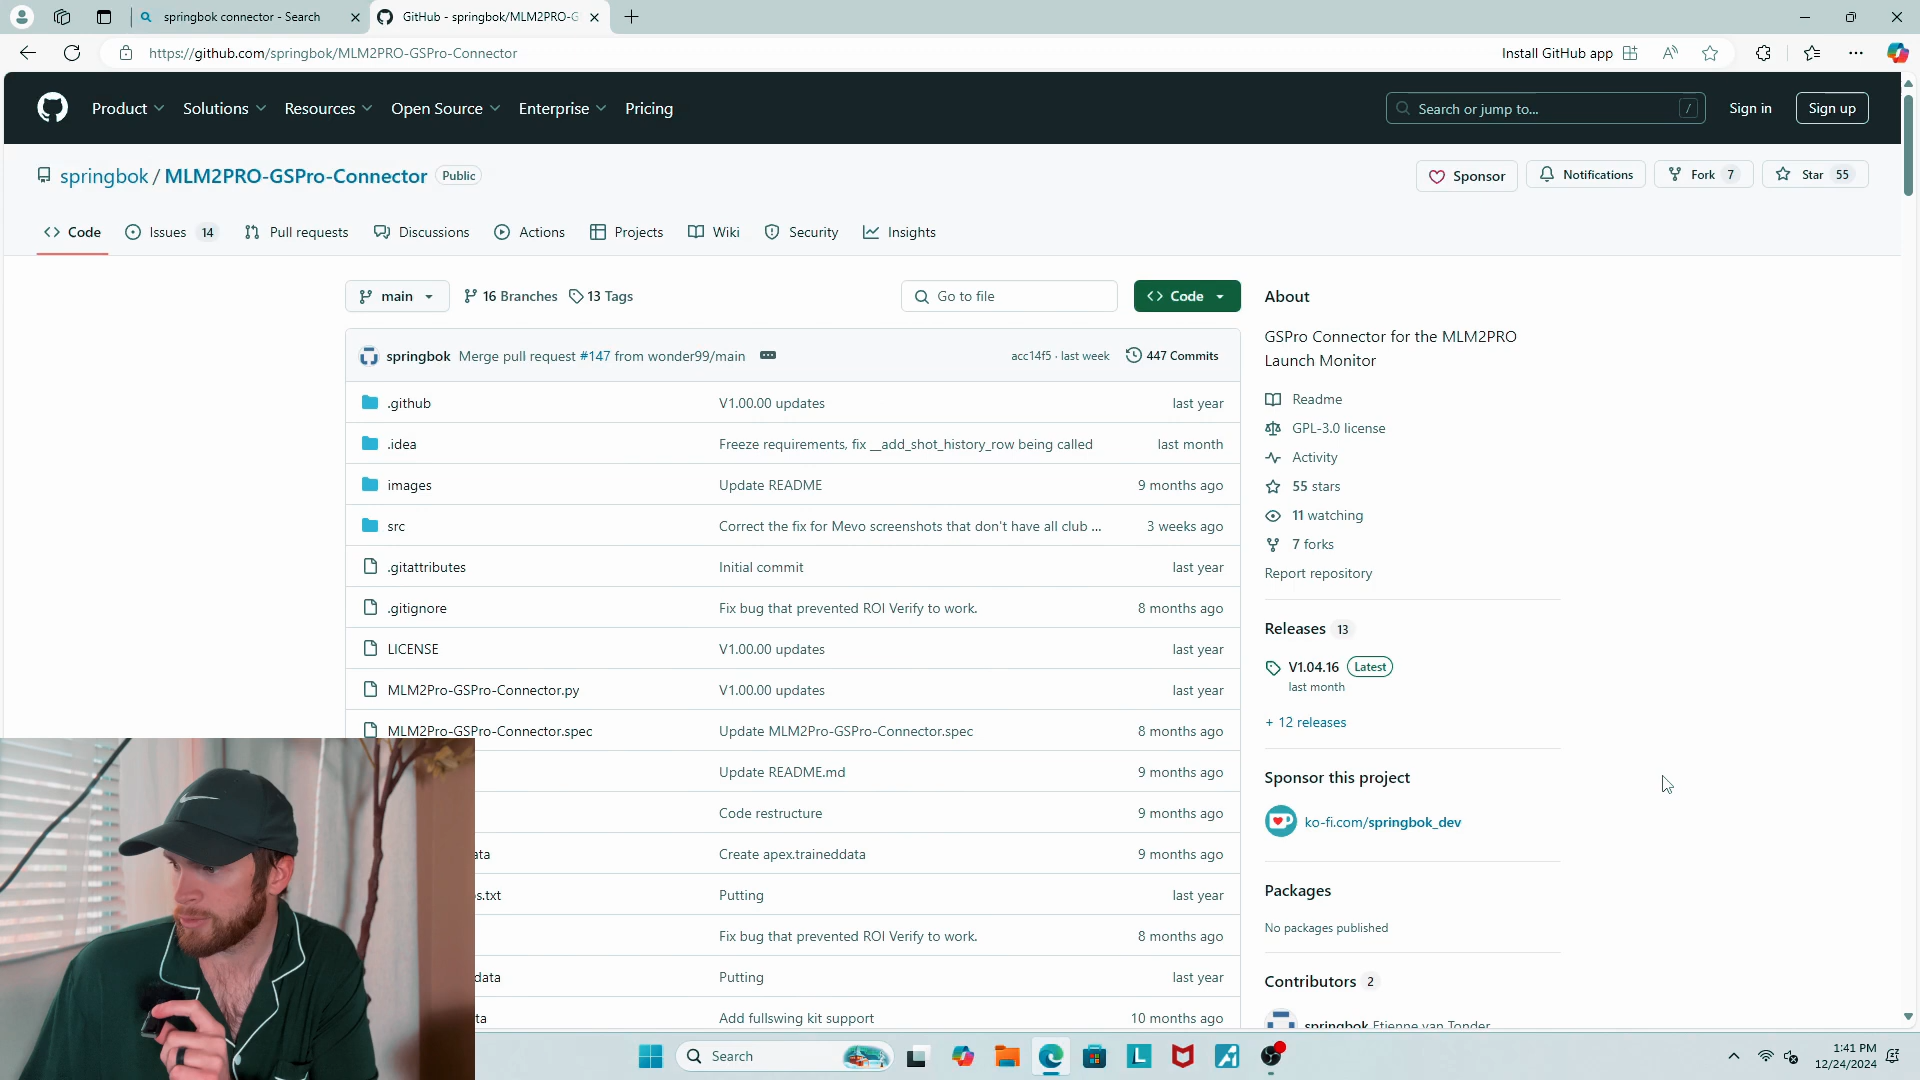 springbok connector - Search
GitHub - springbok/MLM2PRO-G
https://github.com/springbok/MLM2PRO-GSPro-Connector
Install GitHub app
Product
Solutions
Resources
Open Source
Enterprise
Pricing
Search or jump to...
/
Sign in
Sign up
springbok / MLM2PRO-GSPro-Connector
Public
Sponsor
Notifications
Fork 7
Star 55
Code
Issues 14
Pull requests
Discussions
Actions
Projects
Wiki
Security
Insights
main
16 Branches
13 Tags
Go to file
Code
springbok Merge pull request #147 from wonder99/main
acc14f5 · last week
447 Commits
.github V1.00.00 updates last year
.idea Freeze requirements, fix __add_shot_history_row being called last month
images Update README 9 months ago
src Correct the fix for Mevo screenshots that don't have all club ... 3 weeks ago
.gitattributes Initial commit last year
.gitignore Fix bug that prevented ROI Verify to work. 8 months ago
LICENSE V1.00.00 updates last year
MLM2Pro-GSPro-Connector.py V1.00.00 updates last year
MLM2Pro-GSPro-Connector.spec Update MLM2Pro-GSPro-Connector.spec 8 months ago
Update README.md 9 months ago
Code restructure 9 months ago
ata Create apex.traineddata 9 months ago
s.txt Putting last year
Fix bug that prevented ROI Verify to work. 8 months ago
data Putting last year
ta Add fullswing kit support 10 months ago
About
GSPro Connector for the MLM2PRO
Launch Monitor
Readme
GPL-3.0 license
Activity
55 stars
11 watching
7 forks
Report repository
Releases 13
V1.04.16 Latest
last month
+ 12 releases
Sponsor this project
ko-fi.com/springbok_dev
Packages
No packages published
Contributors 2
springbok Etienne van Tonder
Search
L
1:41 PM
12/24/2024